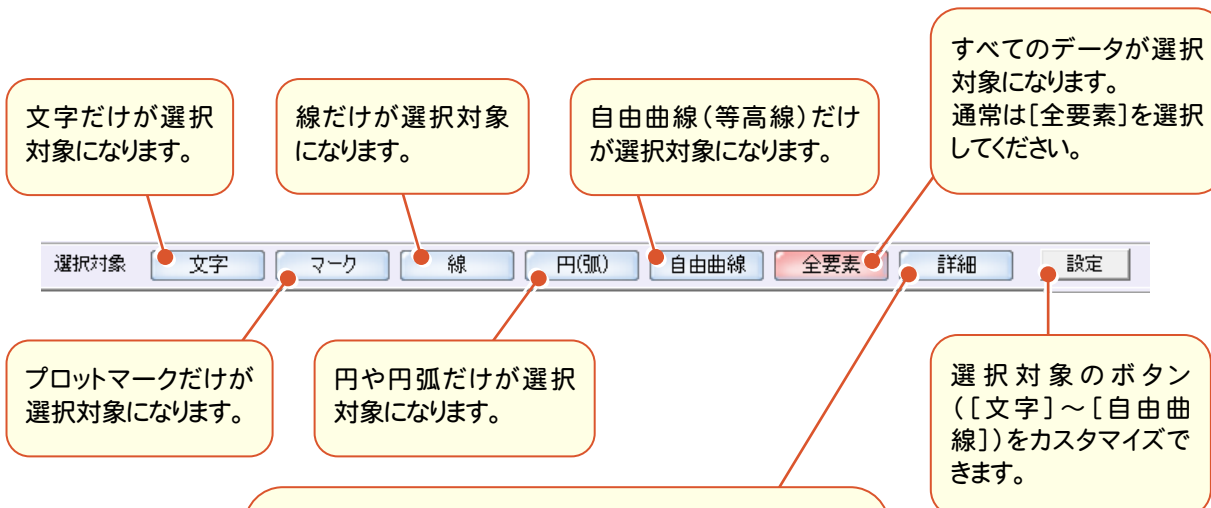 すべてのデータが選択
対象になります。
通常は[全要素]を選択
してください。
文字だけが選択
対象になります。
線だけが選択対象
になります。
自由曲線(等高線)だけ
が選択対象になります。
選択対象 文字 マーク 線 円(弧) 自由曲線 全要素 詳細 設定
プロットマークだけが
選択対象になります。
円や円弧だけが選択
対象になります。
選択対象のボタン
([文字]~[自由曲
線])をカスタマイズで
きます。